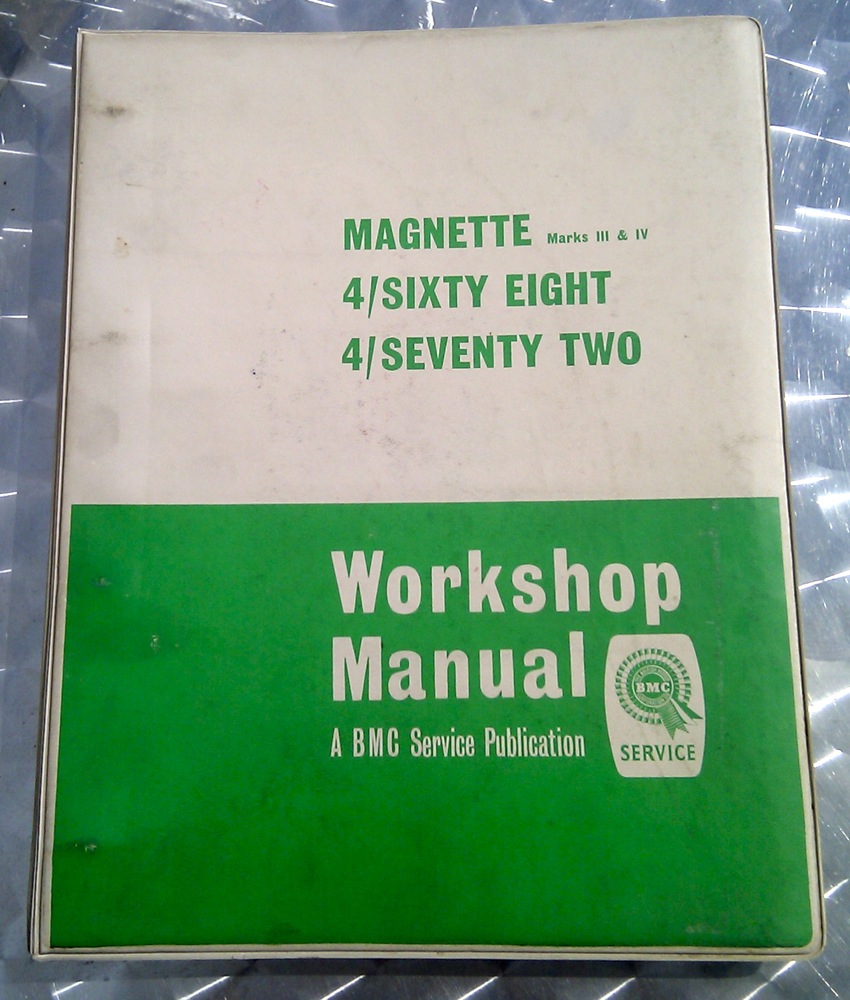 MAGNETTE Marks III & IV
4/SIXTY EIGHT
4/SEVENTY TWO
Workshop
Manual
A BMC Service Publication
BMC
SERVICE